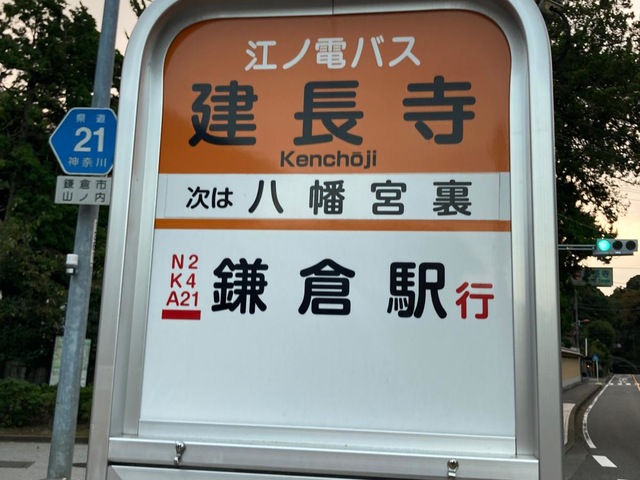 江ノ電バス
建長寺
Kenchōji
次は 八幡宮裏
N2
K4
A21
鎌倉駅行
県道
21
神奈川
鎌倉市
山ノ内